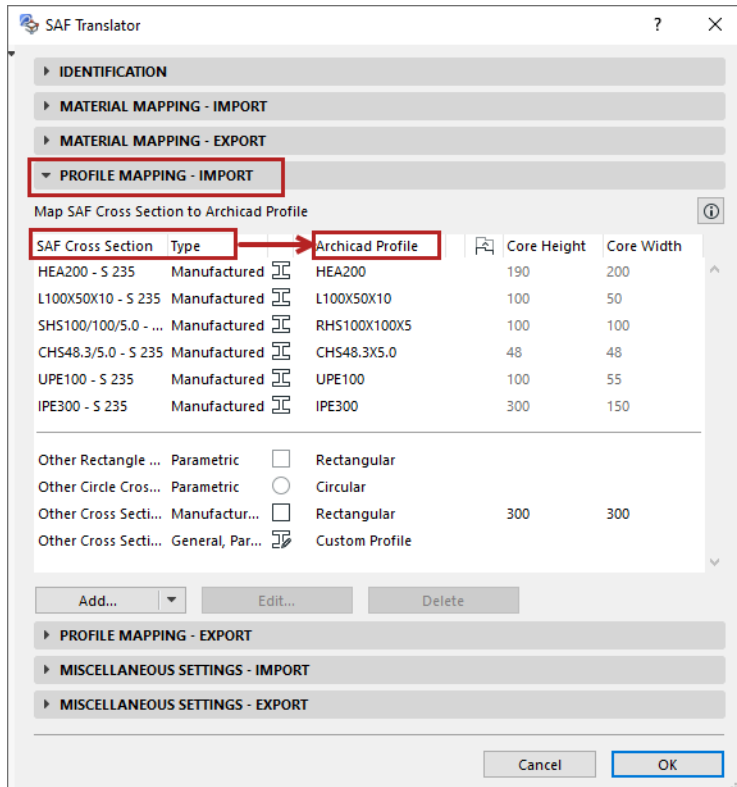 SAF Translator ? ×
IDENTIFICATION
MATERIAL MAPPING - IMPORT
MATERIAL MAPPING - EXPORT
PROFILE MAPPING - IMPORT
Map SAF Cross Section to Archicad Profile
SAF Cross Section Type Archicad Profile Core Height Core Width
HEA200 - S 235 Manufactured HEA200 190 200
L100X50X10 - S 235 Manufactured L100X50X10 100 50
SHS100/100/5.0 - ... Manufactured RHS100X100X5 100 100
CHS48.3/5.0 - S 235 Manufactured CHS48.3X5.0 48 48
UPE100 - S 235 Manufactured UPE100 100 55
IPE300 - S 235 Manufactured IPE300 300 150
Other Rectangle ... Parametric Rectangular
Other Circle Cros... Parametric Circular
Other Cross Secti... Manufactur... Rectangular 300 300
Other Cross Secti... General, Par... Custom Profile
Add... Edit... Delete
PROFILE MAPPING - EXPORT
MISCELLANEOUS SETTINGS - IMPORT
MISCELLANEOUS SETTINGS - EXPORT
Cancel OK